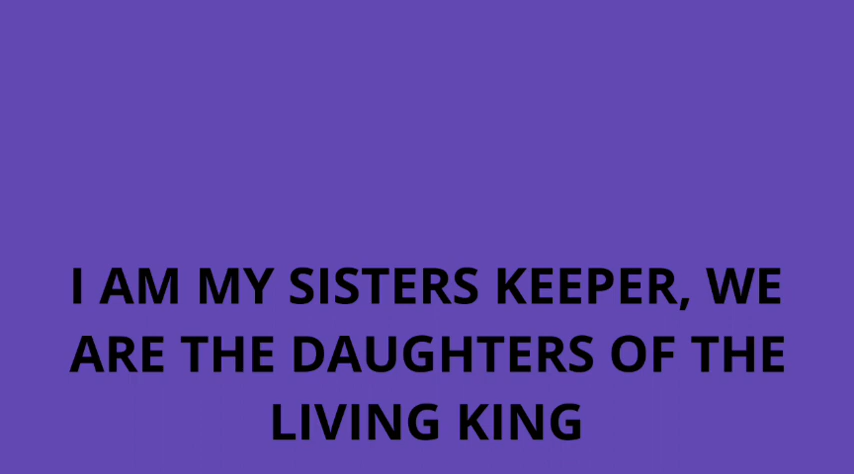 I AM MY SISTERS KEEPER, WE
ARE THE DAUGHTERS OF THE
LIVING KING